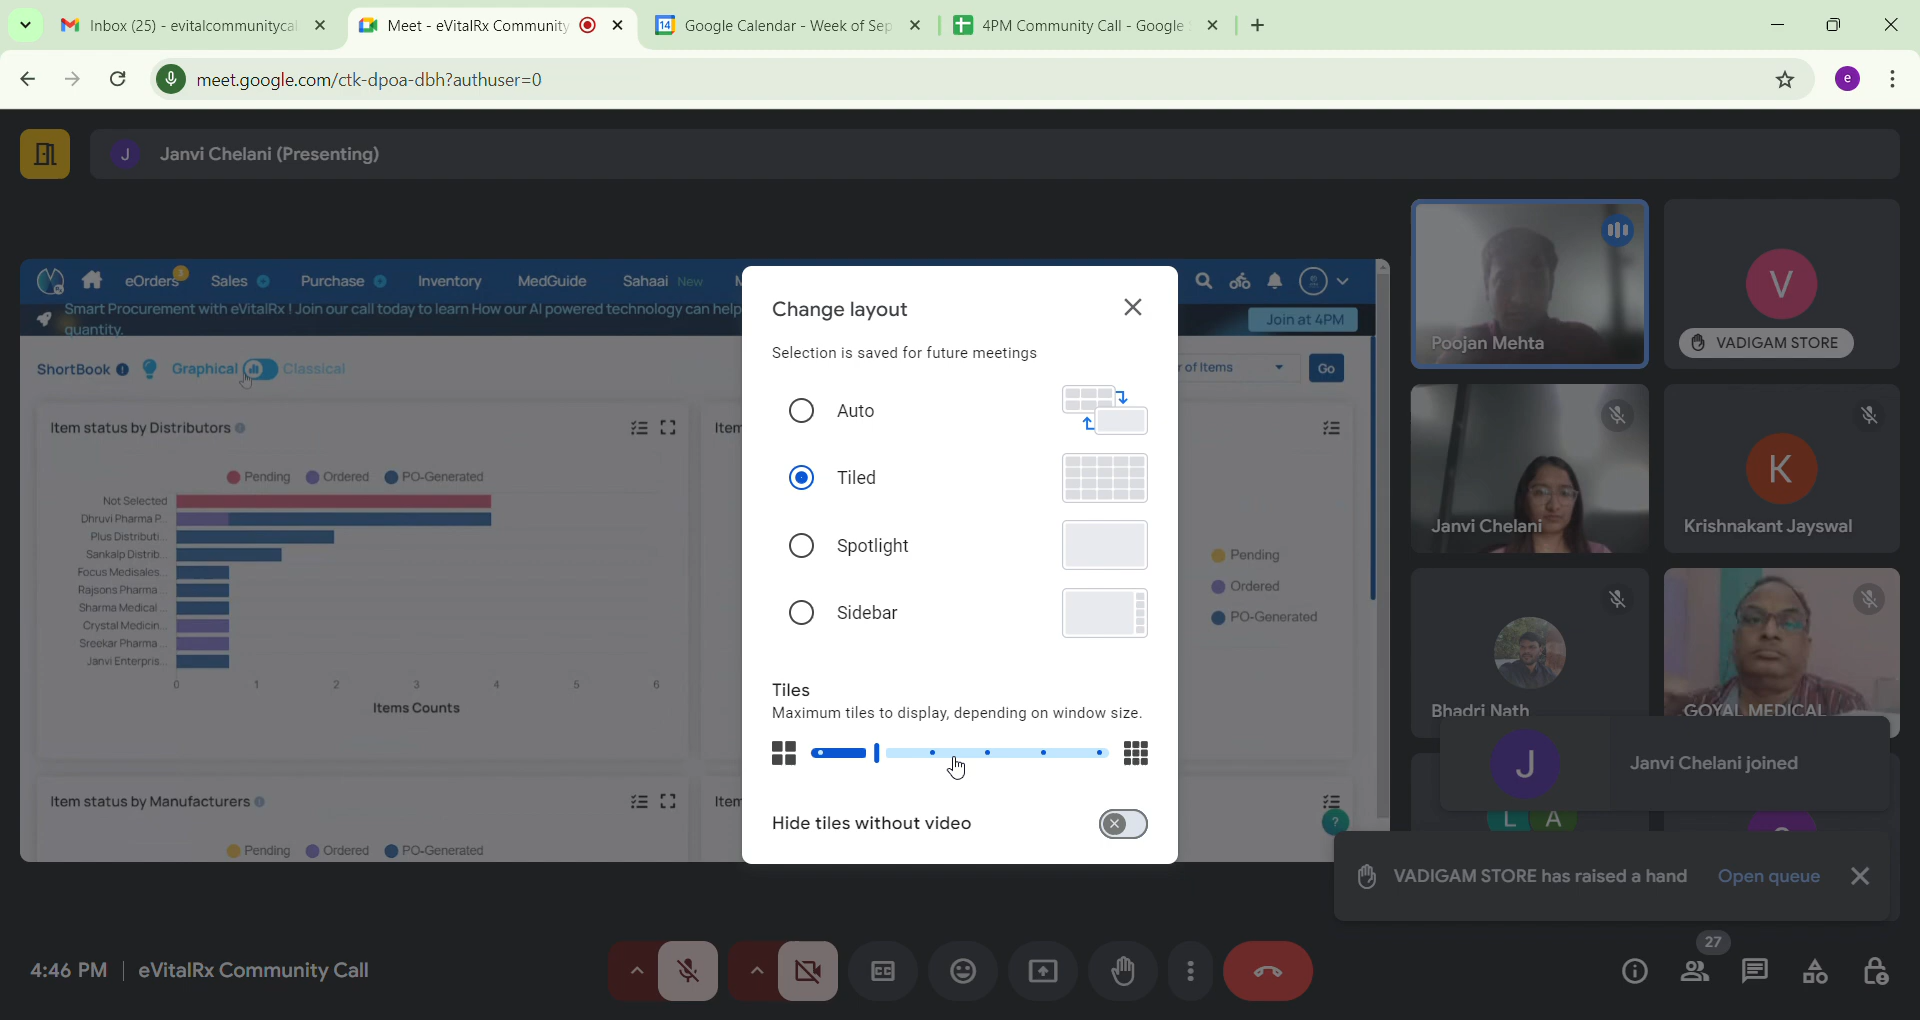 Inbox (25) - evitalcommunityca
Meet - eVitalRx Community
Google Calendar - Week of Sep
4PM Community Call - Google
meet.google.com/ctk-dpoa-dbh?authuser=0
e
J Janvi Chelani (Presenting)
eOrders 3 Sales Purchase Inventory MedGuide Sahaai New
Smart Procurement with eVitalRx ! Join our call today to learn How our AI powered technology can help
quantity.
Join at 4PM
ShortBook Graphical Classical
r of Items Go
Item status by Distributors
Item
Pending Ordered PO-Generated
Not Selected
Dhruvi Pharma P...
Plus Distributi...
Sankalp Distrib...
Focus Medisales...
Rajsons Pharma...
Sharma Medical...
Crystal Medicin...
Sreekar Pharma...
Janvi Enterpris...
0 1 2 3 4 5 6
Items Counts
Pending
Ordered
PO-Generated
Item status by Manufacturers
Item
Pending Ordered PO-Generated
?
Change layout
Selection is saved for future meetings
Auto
Tiled
Spotlight
Sidebar
Tiles
Maximum tiles to display, depending on window size.
Hide tiles without video
Poojan Mehta
V
VADIGAM STORE
Janvi Chelani
K
Krishnakant Jayswal
Bhadri Nath
GOYAL MEDICAL
J Janvi Chelani joined
L A
VADIGAM STORE has raised a hand Open queue
4:46 PM | eVitalRx Community Call
27